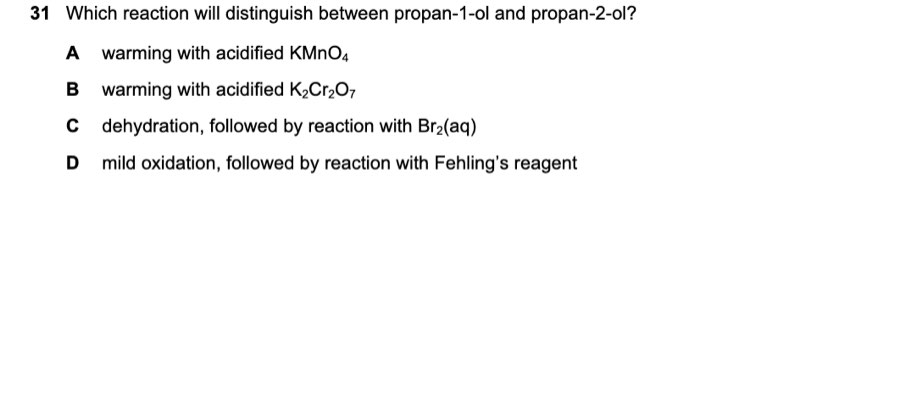 31 Which reaction will distinguish between propan-1-ol and propan-2-ol?
A warming with acidified KMnO₄
B warming with acidified K₂Cr₂O₇
C dehydration, followed by reaction with Br₂(aq)
D mild oxidation, followed by reaction with Fehling's reagent